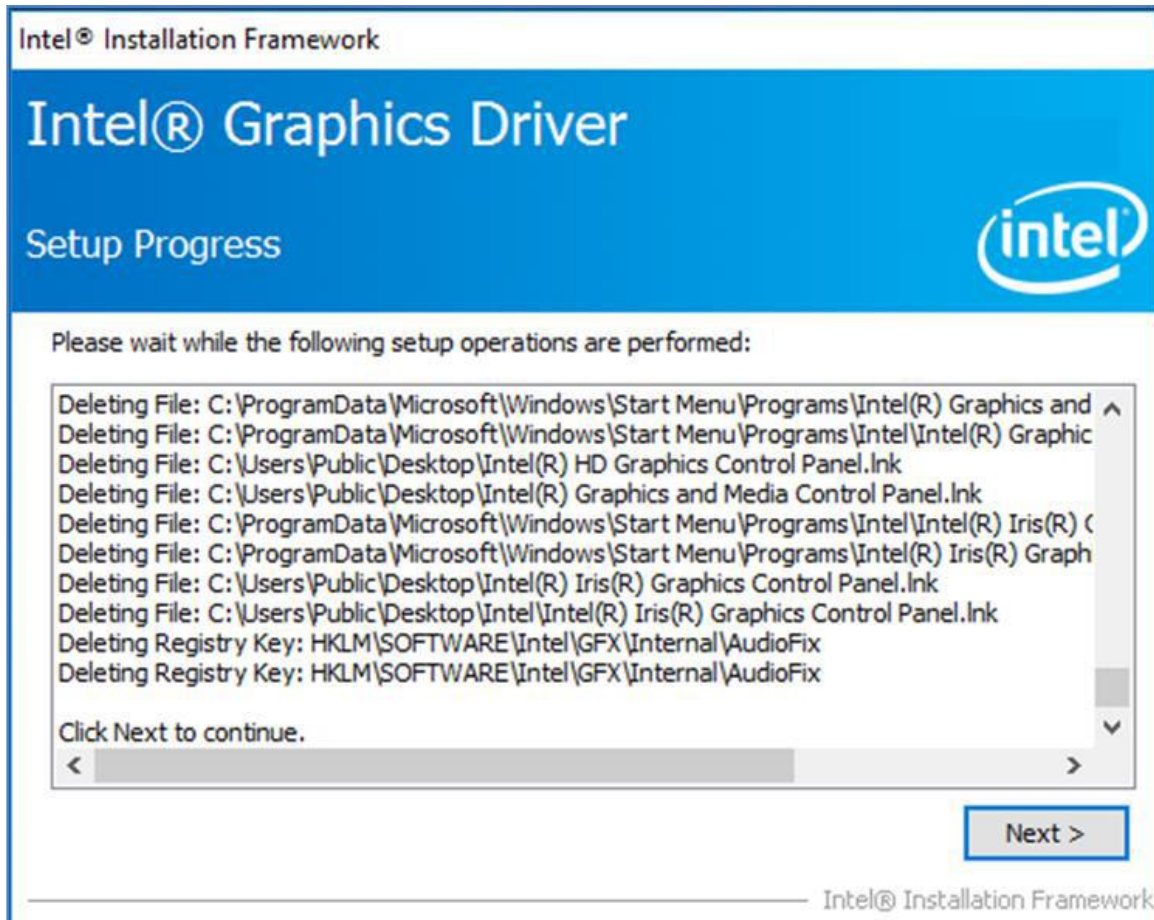 Intel® Installation Framework
Intel® Graphics Driver
Setup Progress
intel
Please wait while the following setup operations are performed:
Deleting File: C:\ProgramData\Microsoft\Windows\Start Menu\Programs\Intel(R) Graphics and
Deleting File: C:\ProgramData\Microsoft\Windows\Start Menu\Programs\Intel\Intel(R) Graphic
Deleting File: C:\Users\Public\Desktop\Intel(R) HD Graphics Control Panel.lnk
Deleting File: C:\Users\Public\Desktop\Intel(R) Graphics and Media Control Panel.lnk
Deleting File: C:\ProgramData\Microsoft\Windows\Start Menu\Programs\Intel\Intel(R) Iris(R)
Deleting File: C:\ProgramData\Microsoft\Windows\Start Menu\Programs\Intel(R) Iris(R) Graph
Deleting File: C:\Users\Public\Desktop\Intel(R) Iris(R) Graphics Control Panel.lnk
Deleting File: C:\Users\Public\Desktop\Intel\Intel(R) Iris(R) Graphics Control Panel.lnk
Deleting Registry Key: HKLM\SOFTWARE\Intel\GFX\Internal\AudioFix
Deleting Registry Key: HKLM\SOFTWARE\Intel\GFX\Internal\AudioFix
Click Next to continue.
Next >
Intel® Installation Framework